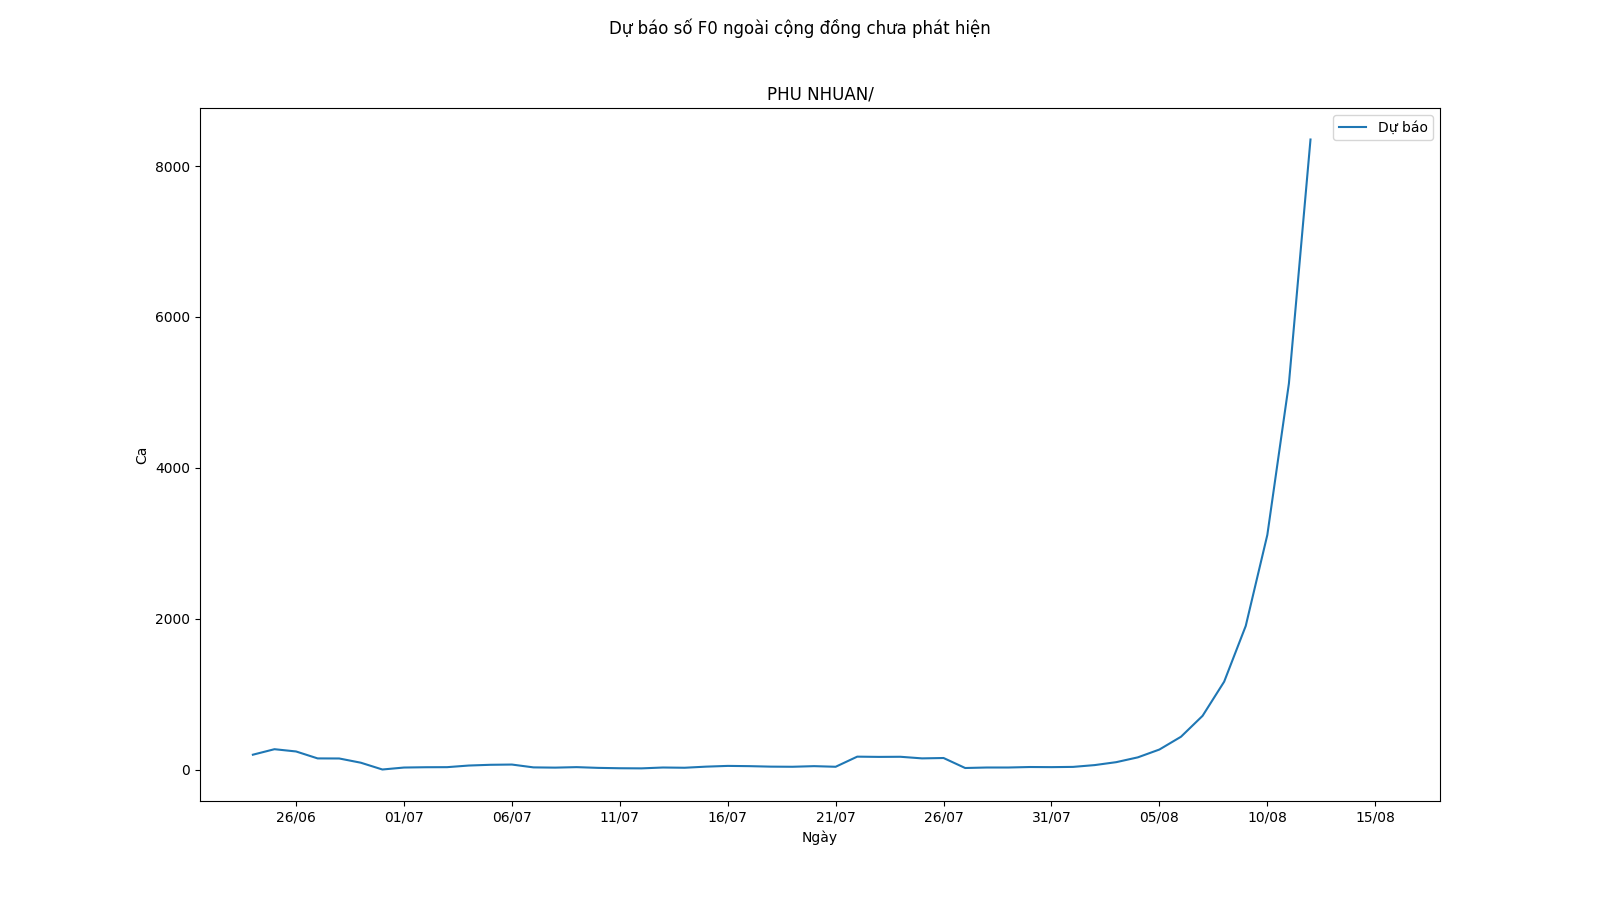 Dự báo số F0 ngoài cộng đồng chưa phát hiện
PHU NHUAN/
Dự báo
8000
6000
4000
2000
0
Ca
26/06 01/07 06/07 11/07 16/07 21/07 26/07 31/07 05/08 10/08 15/08
Ngày